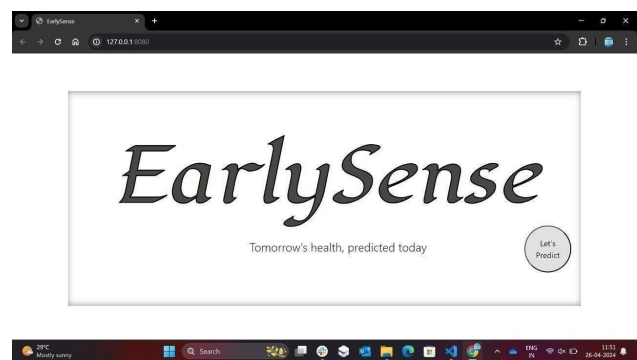 EarlySense
127.0.0.1:8080
EarlySense
Tomorrow's health, predicted today
Let's
Predict
29°C
Mostly sunny
Search
ENG
IN
11:51
26-04-2024